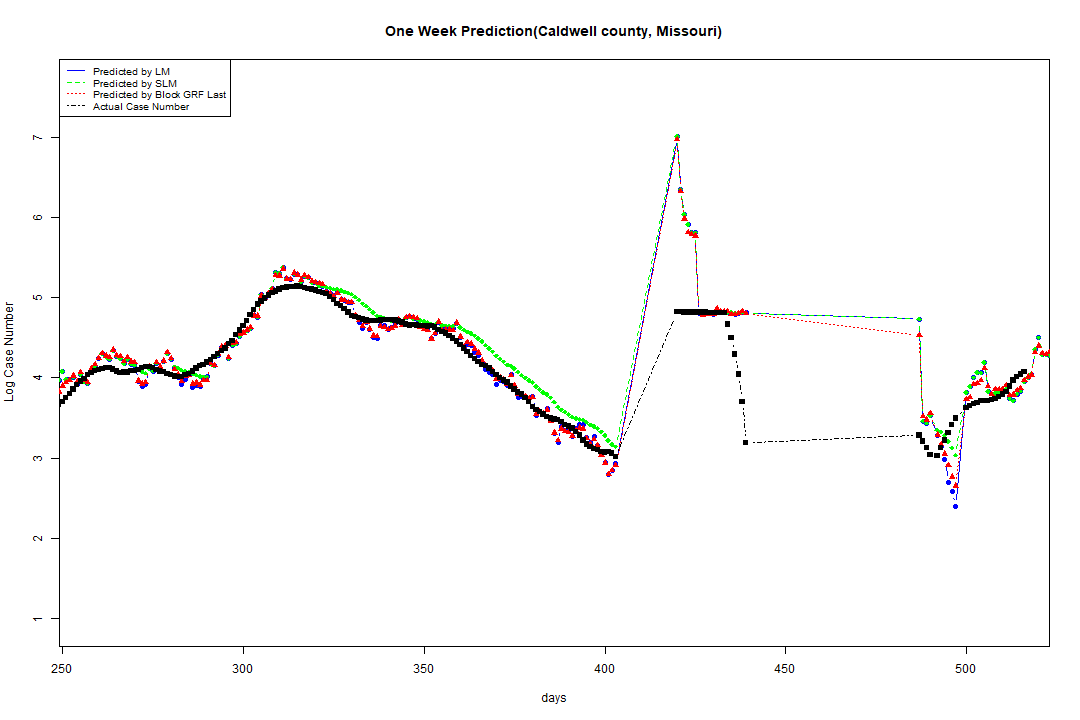 One Week Prediction(Caldwell county, Missouri)
Predicted by LM
Predicted by SLM
Predicted by Block GRF Last
Actual Case Number
Log Case Number
7
6
5
4
3
2
1
250 300 350 400 450 500
days